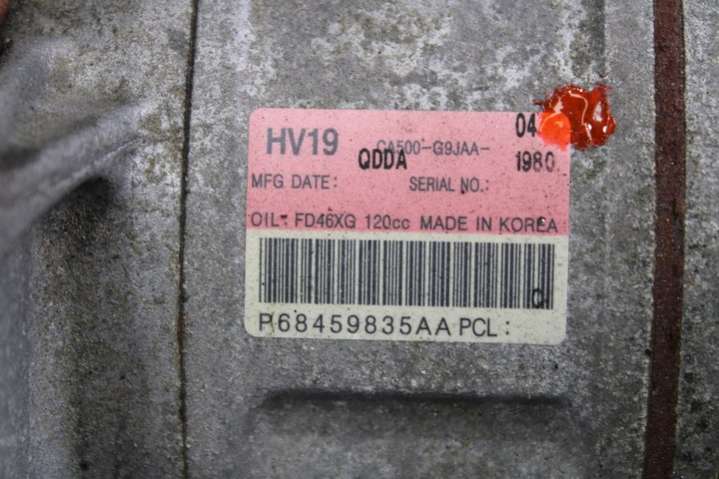 HV19 CA500-G9JAA- 04
QDDA 1980
MFG DATE: SERIAL NO.:
OIL: FD46XG 120cc MADE IN KOREA
C
P68459835AA PCL: